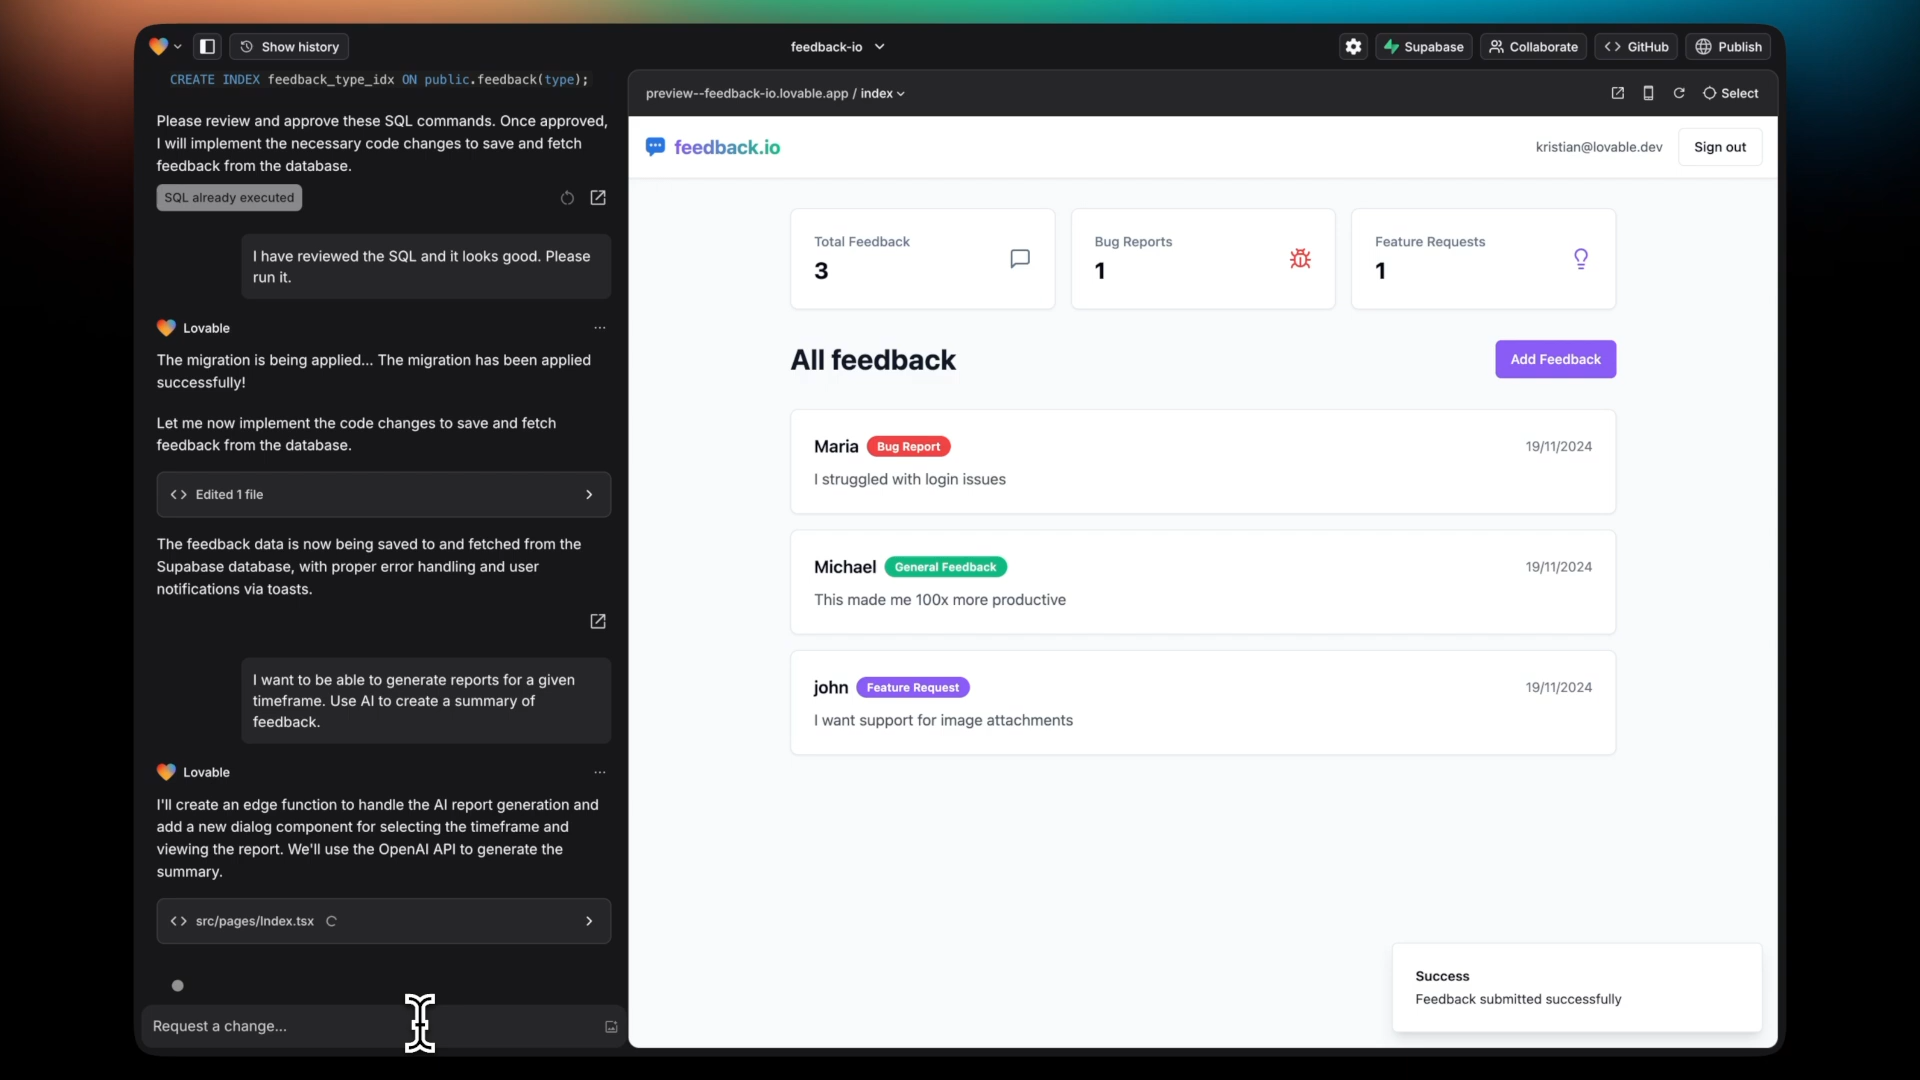 Show history
feedback-io
Supabase
Collaborate
GitHub
Publish
CREATE INDEX feedback_type_idx ON public.feedback(type);
Please review and approve these SQL commands. Once approved,
I will implement the necessary code changes to save and fetch
feedback from the database.
SQL already executed
I have reviewed the SQL and it looks good. Please
run it.
Lovable
The migration is being applied... The migration has been applied
successfully!
Let me now implement the code changes to save and fetch
feedback from the database.
Edited 1 file
The feedback data is now being saved to and fetched from the
Supabase database, with proper error handling and user
notifications via toasts.
I want to be able to generate reports for a given
timeframe. Use AI to create a summary of
feedback.
Lovable
I'll create an edge function to handle the AI report generation and
add a new dialog component for selecting the timeframe and
viewing the report. We'll use the OpenAI API to generate the
summary.
src/pages/Index.tsx
Request a change...
preview--feedback-io.lovable.app / index
Select
feedback.io
kristian@lovable.dev
Sign out
Total Feedback
3
Bug Reports
1
Feature Requests
1
All feedback
Add Feedback
Maria Bug Report 19/11/2024
I struggled with login issues
Michael General Feedback 19/11/2024
This made me 100x more productive
john Feature Request 19/11/2024
I want support for image attachments
Success
Feedback submitted successfully